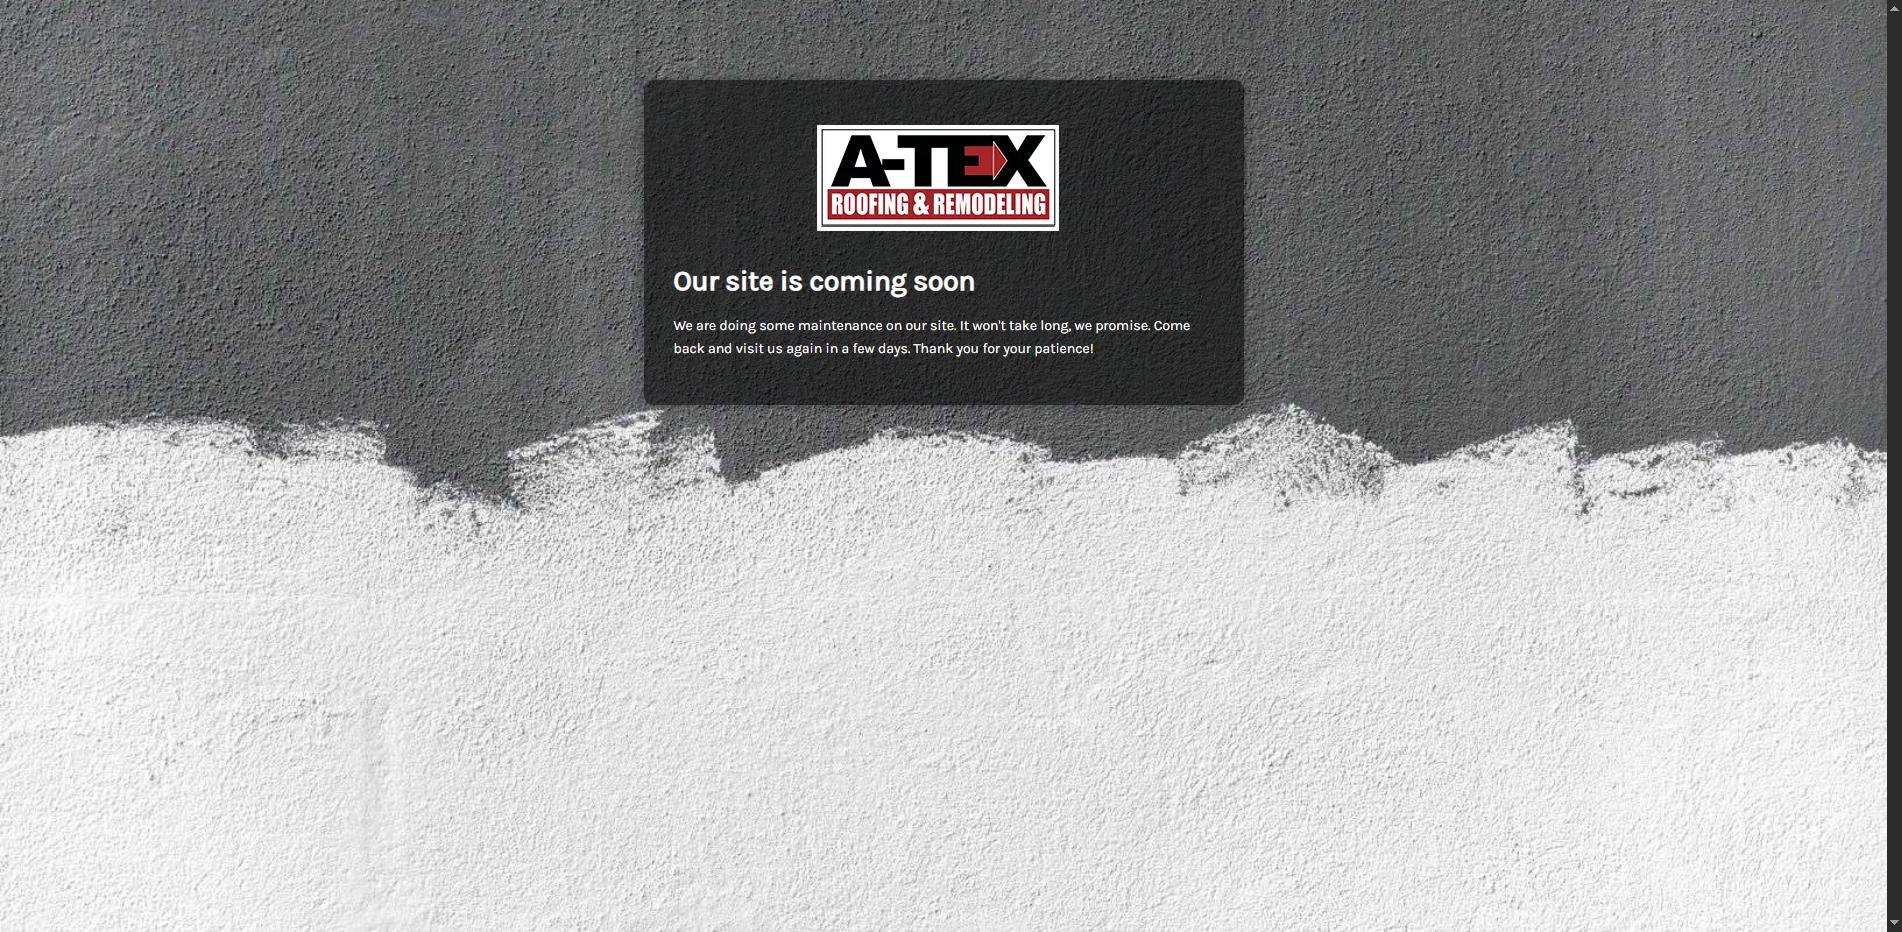 A-TEX
ROOFING & REMODELING
Our site is coming soon
We are doing some maintenance on our site. It won't take long, we promise. Come
back and visit us again in a few days. Thank you for your patience!